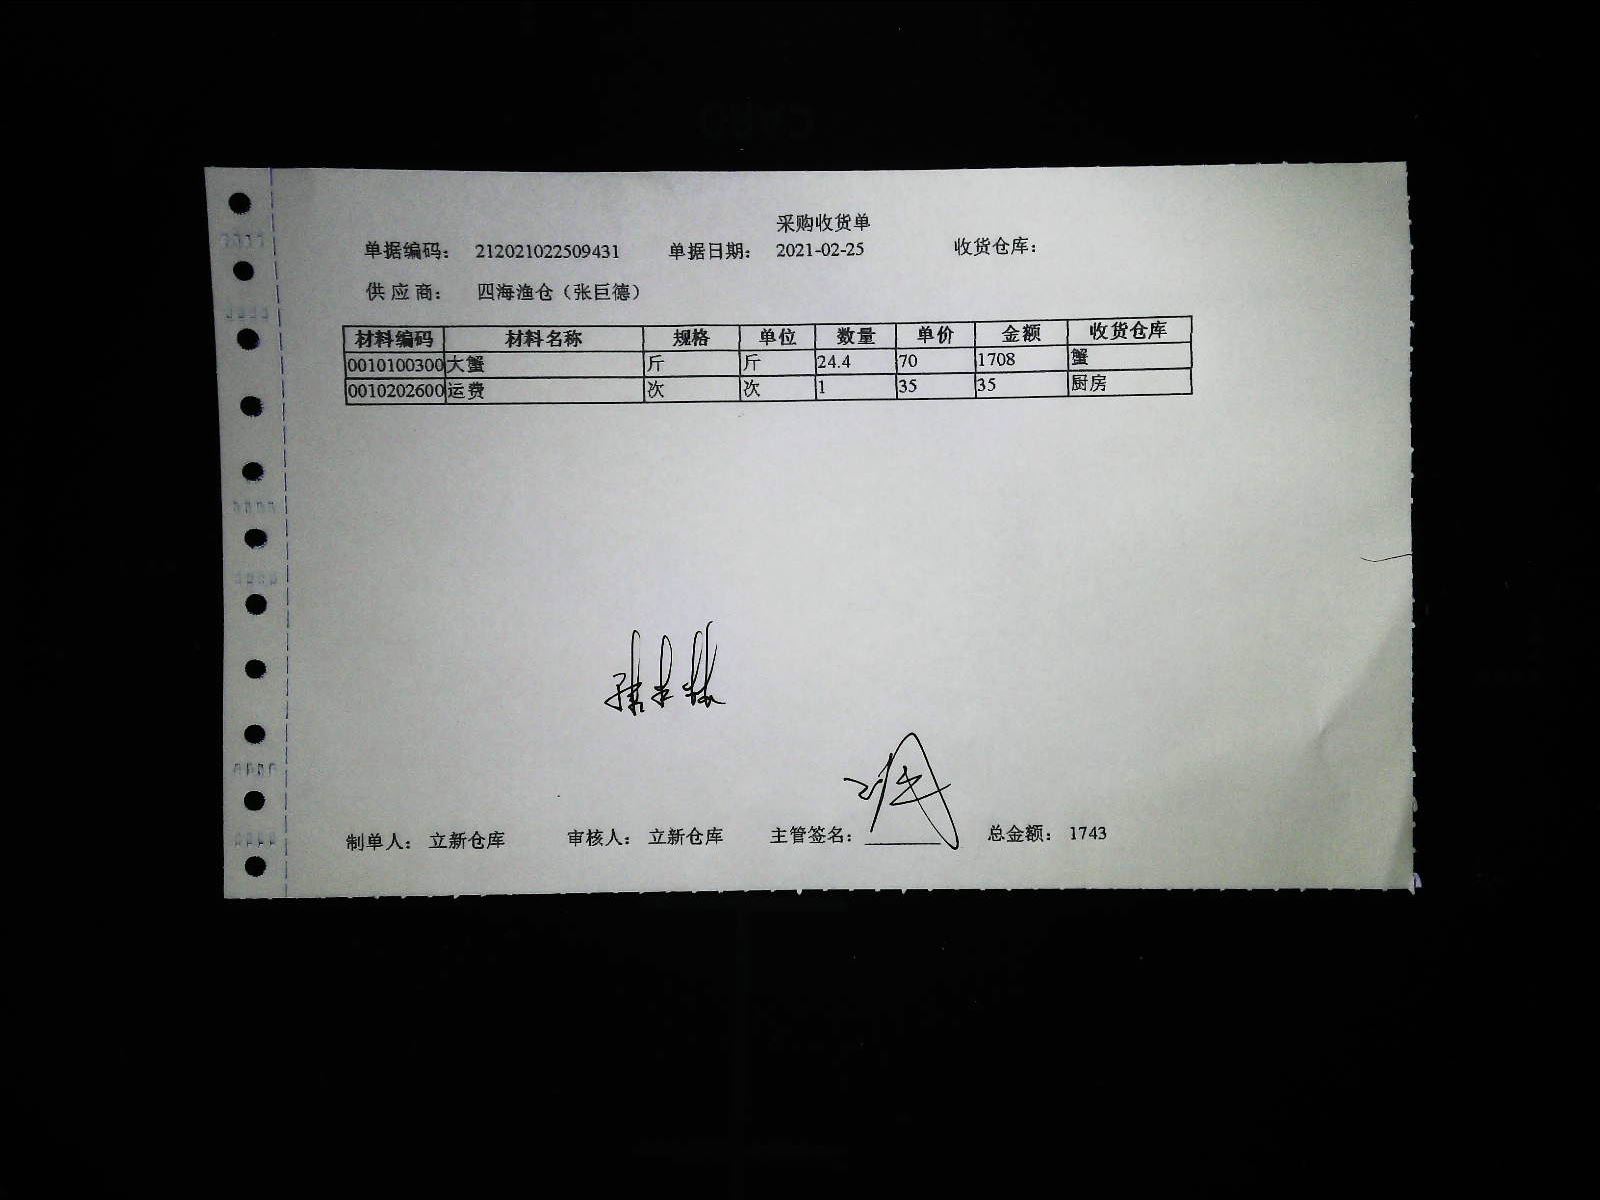 采购收货单
单据编码： 212021022509431 单据日期： 2021-02-25 收货仓库：
供 应 商： 四海渔仓（张巨德）
材料编码 材料名称 规格 单位 数量 单价 金额 收货仓库
0010100300 大蟹 斤 斤 24.4 70 1708 蟹
0010202600 运费 次 次 1 35 35 厨房
制单人： 立新仓库 审核人： 立新仓库 主管签名： 总金额： 1743